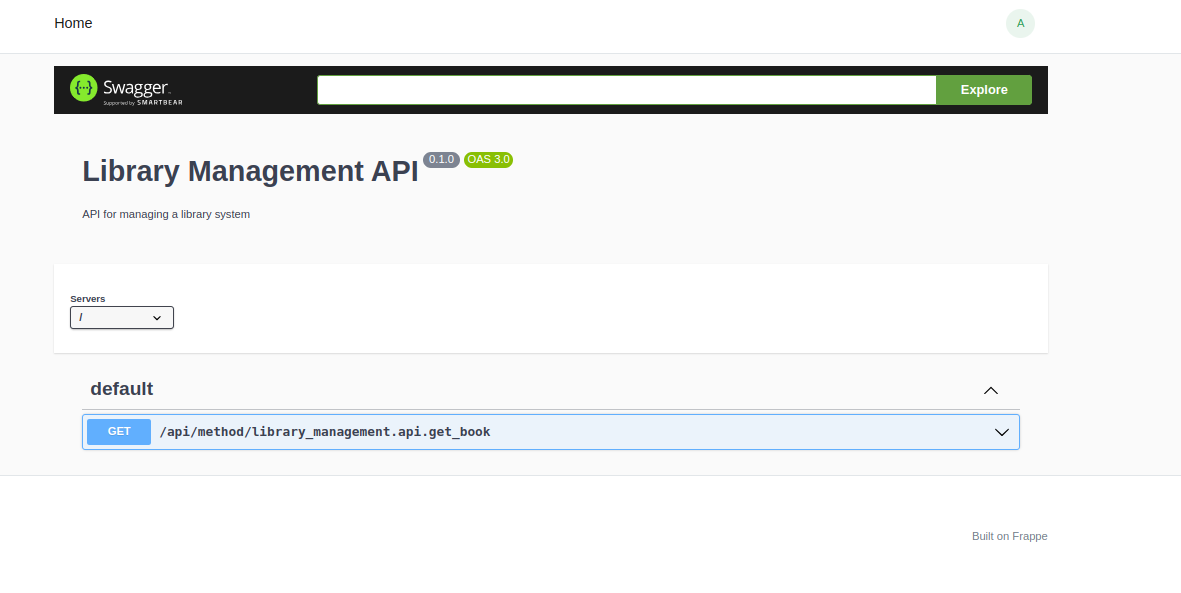 Home
A
Swagger
Supported by SMARTBEAR
Explore
Library Management API 0.1.0 OAS 3.0
API for managing a library system
Servers
/
default
GET /api/method/library_management.api.get_book
Built on Frappe